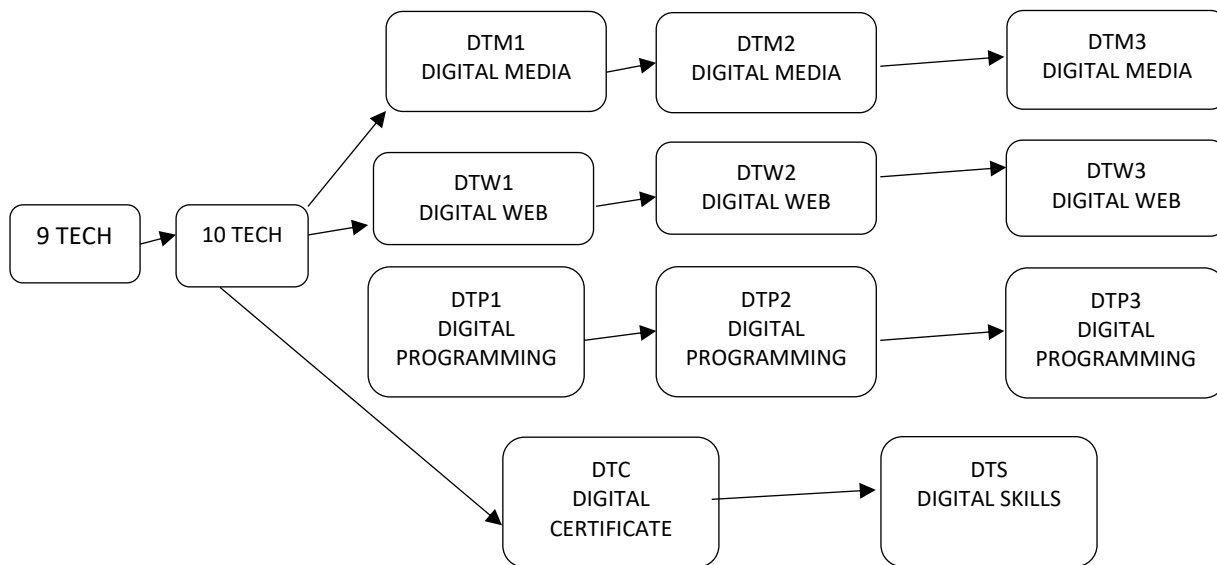 DTM1
DIGITAL MEDIA
DTM2
DIGITAL MEDIA
DTM3
DIGITAL MEDIA
9 TECH
10 TECH
DTW1
DIGITAL WEB
DTW2
DIGITAL WEB
DTW3
DIGITAL WEB
DTP1
DIGITAL
PROGRAMMING
DTP2
DIGITAL
PROGRAMMING
DTP3
DIGITAL
PROGRAMMING
DTC
DIGITAL
CERTIFICATE
DTS
DIGITAL SKILLS